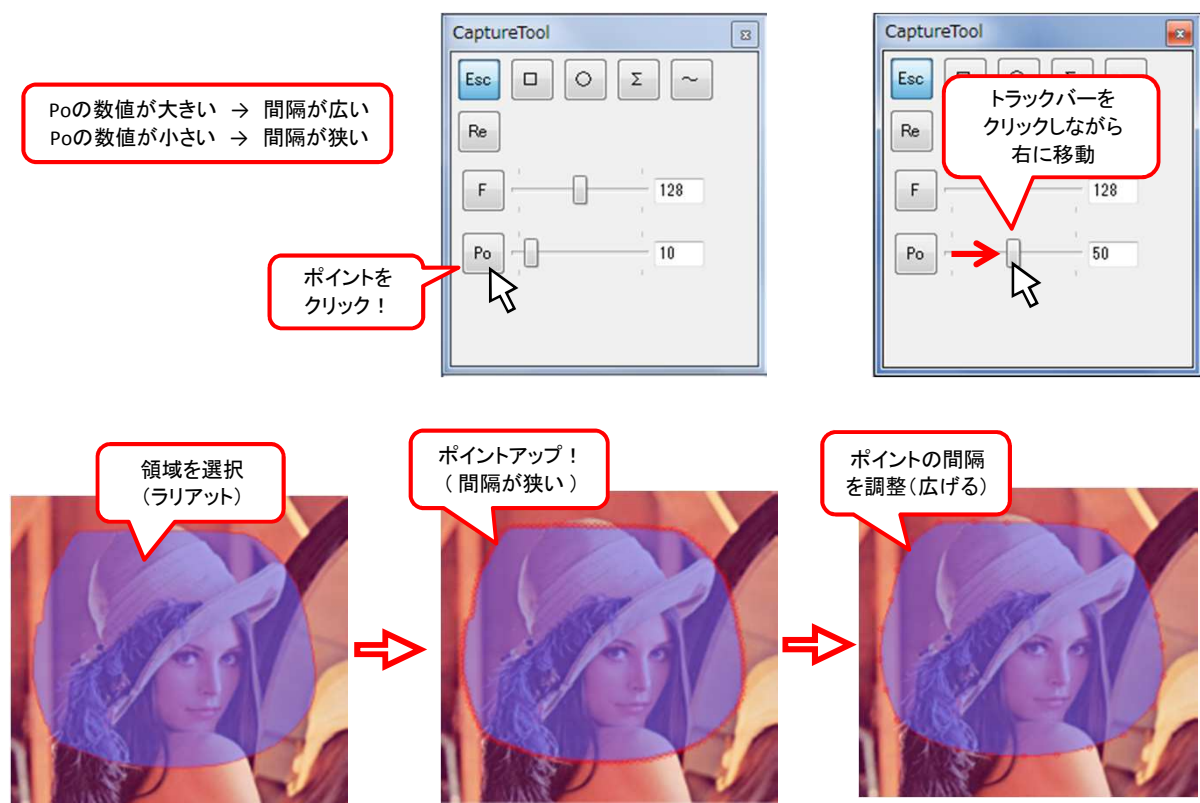 CaptureTool
Esc □ ○ Σ ～
Re
F 128
Po 10
Poの数値が大きい → 間隔が広い
Poの数値が小さい → 間隔が狭い
ポイントを
クリック！
CaptureTool
Esc
Re
F 128
Po 50
トラックバーを
クリックしながら
右に移動
領域を選択
（ラリアット）
ポイントアップ！
（間隔が狭い）
ポイントの間隔
を調整（広げる）